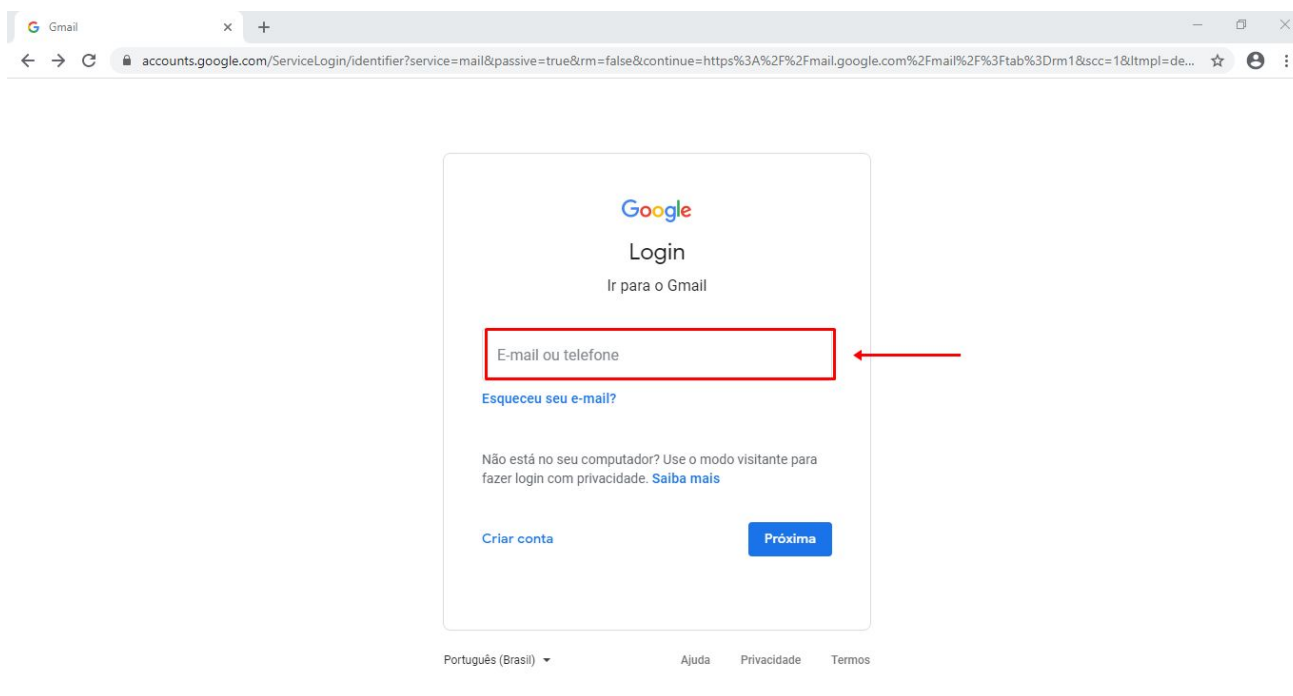 Gmail
accounts.google.com/ServiceLogin/identifier?service=mail&passive=true&rm=false&continue=https%3A%2F%2Fmail.google.com%2Fmail%2F%3Ftab%3Drm1&scc=1&ltmpl=de...
Google
Login
Ir para o Gmail
E-mail ou telefone
Esqueceu seu e-mail?
Não está no seu computador? Use o modo visitante para
fazer login com privacidade. Saiba mais
Criar conta Próxima
Português (Brasil) Ajuda Privacidade Termos